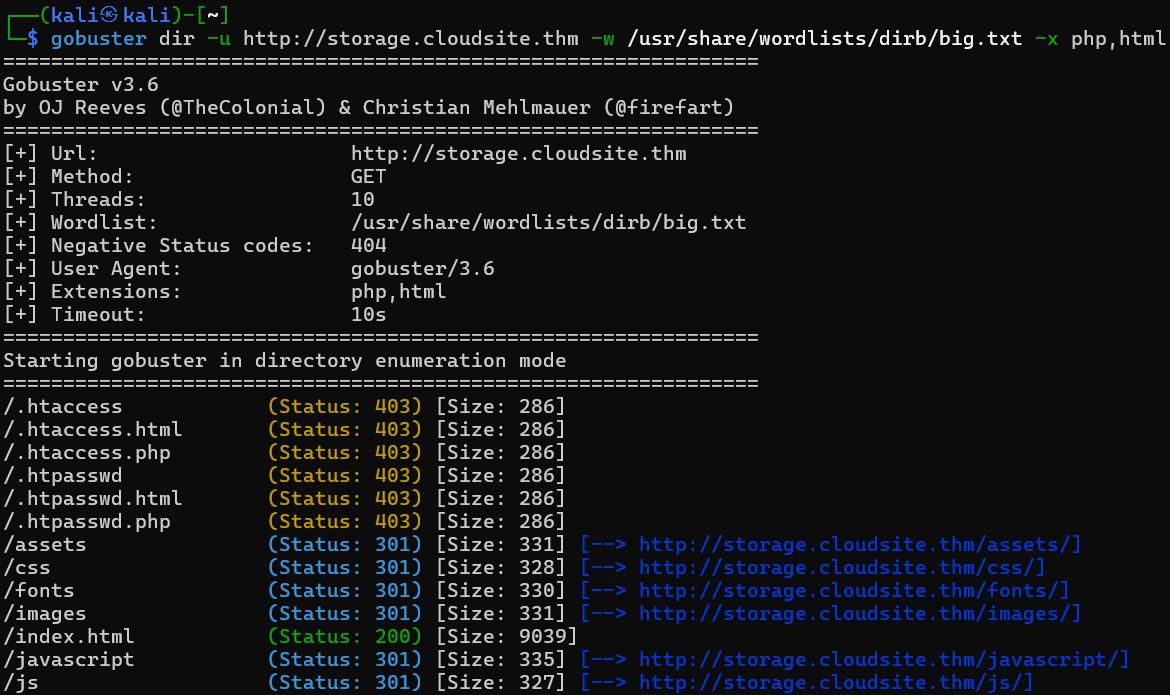 ┌──(kali㉿kali)-[~]
└─$ gobuster dir -u http://storage.cloudsite.thm -w /usr/share/wordlists/dirb/big.txt -x php,html
===============================================================
Gobuster v3.6
by OJ Reeves (@TheColonial) & Christian Mehlmauer (@firefart)
===============================================================
[+] Url:                     http://storage.cloudsite.thm
[+] Method:                  GET
[+] Threads:                 10
[+] Wordlist:                /usr/share/wordlists/dirb/big.txt
[+] Negative Status codes:   404
[+] User Agent:              gobuster/3.6
[+] Extensions:              php,html
[+] Timeout:                 10s
===============================================================
Starting gobuster in directory enumeration mode
===============================================================
/.htaccess            (Status: 403) [Size: 286]
/.htaccess.html       (Status: 403) [Size: 286]
/.htaccess.php        (Status: 403) [Size: 286]
/.htpasswd            (Status: 403) [Size: 286]
/.htpasswd.html       (Status: 403) [Size: 286]
/.htpasswd.php        (Status: 403) [Size: 286]
/assets               (Status: 301) [Size: 331] [--> http://storage.cloudsite.thm/assets/]
/css                  (Status: 301) [Size: 328] [--> http://storage.cloudsite.thm/css/]
/fonts                (Status: 301) [Size: 330] [--> http://storage.cloudsite.thm/fonts/]
/images               (Status: 301) [Size: 331] [--> http://storage.cloudsite.thm/images/]
/index.html           (Status: 200) [Size: 9039]
/javascript           (Status: 301) [Size: 335] [--> http://storage.cloudsite.thm/javascript/]
/js                   (Status: 301) [Size: 327] [--> http://storage.cloudsite.thm/js/]